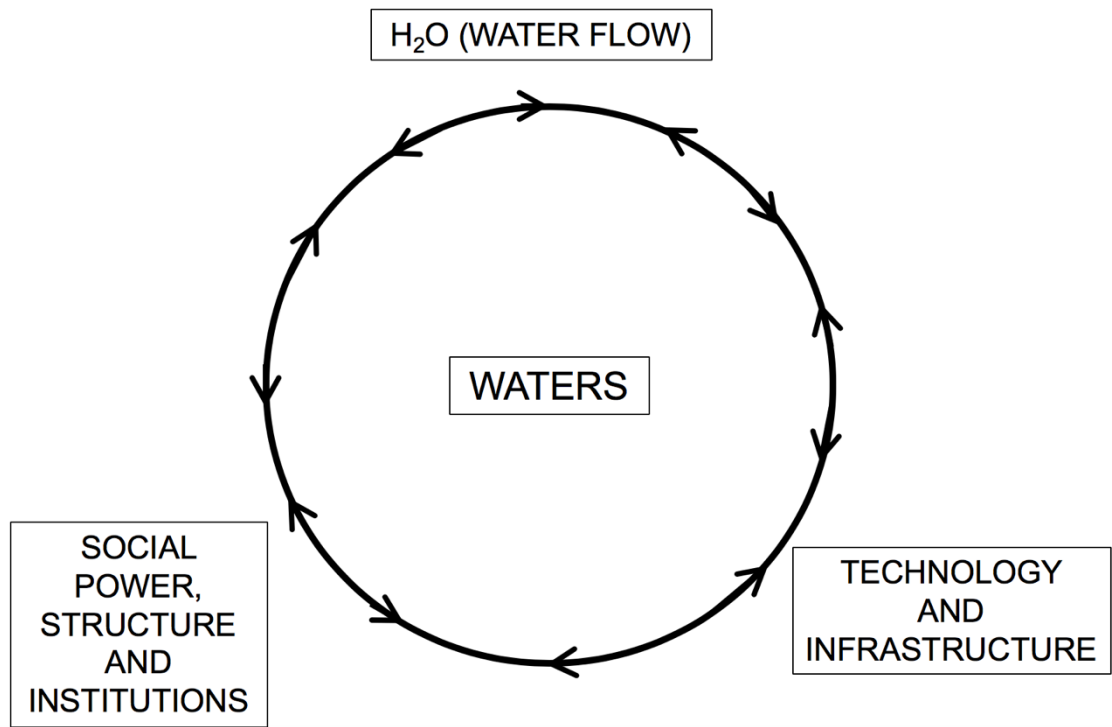 H₂O (WATER FLOW)
WATERS
SOCIAL
POWER,
STRUCTURE
AND
INSTITUTIONS
TECHNOLOGY
AND
INFRASTRUCTURE